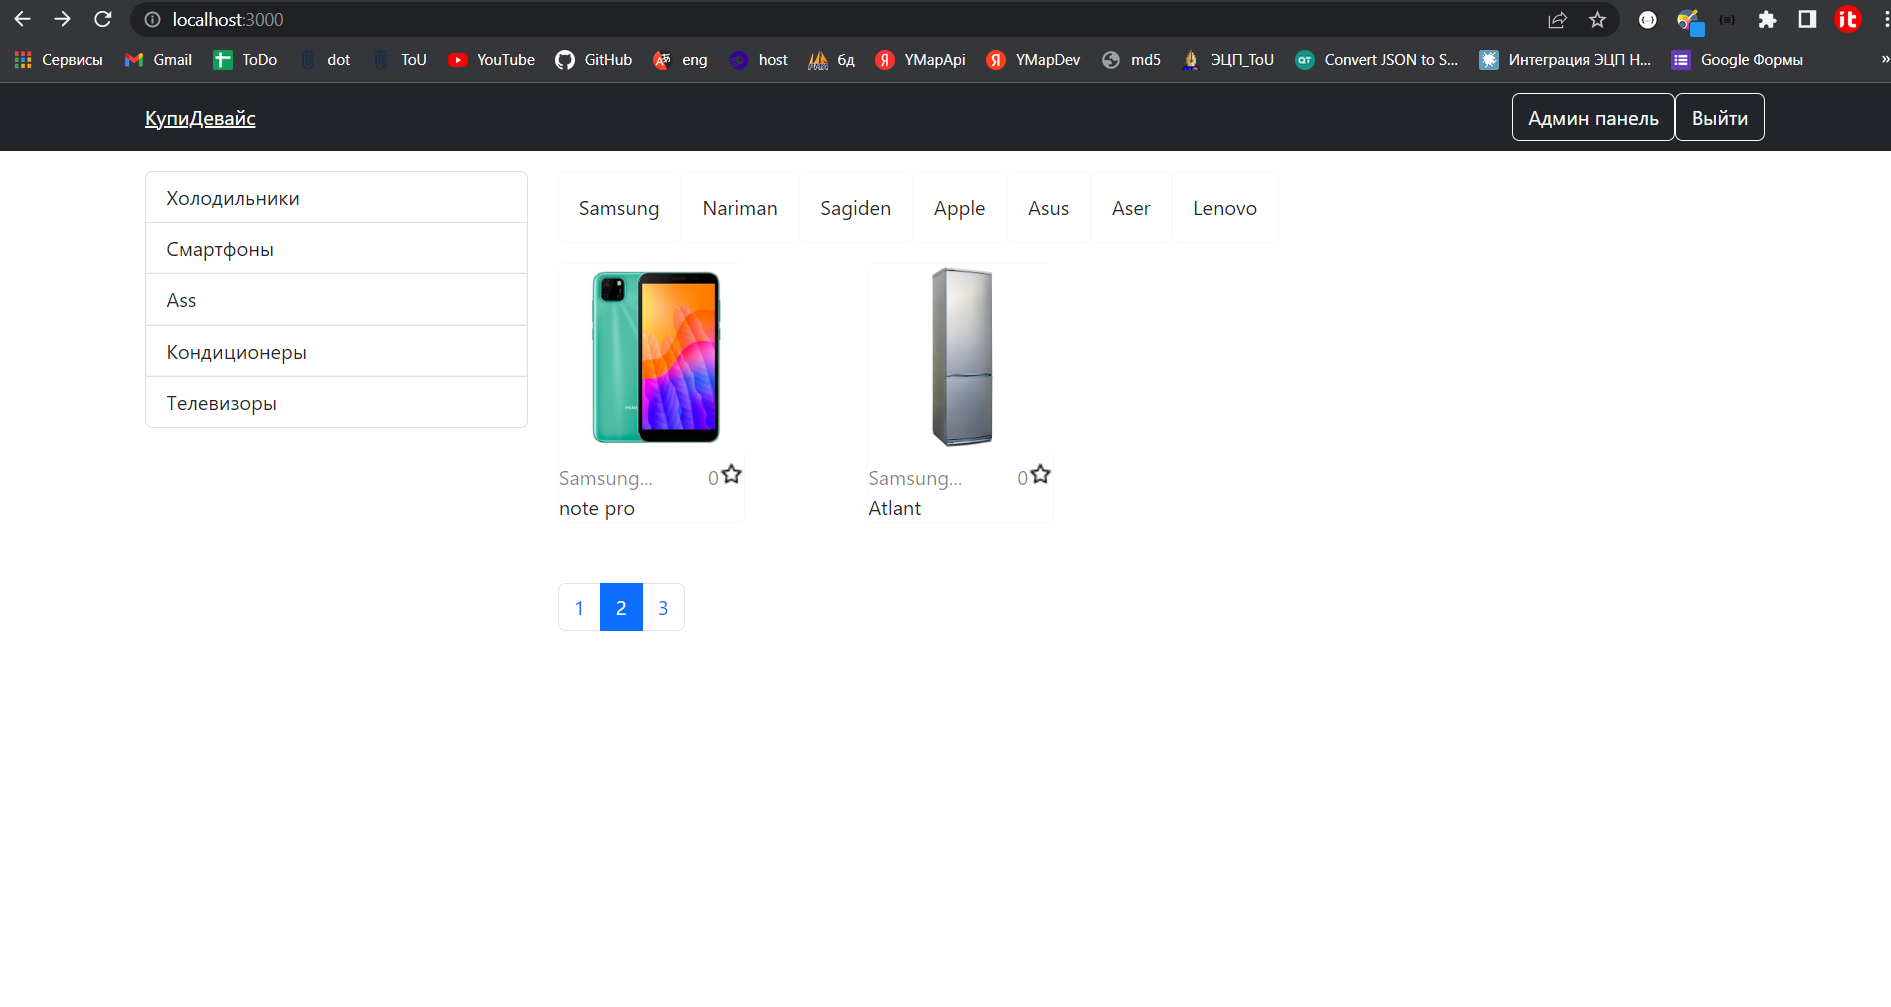 localhost:3000
Сервисы Gmail ToDo dot ToU YouTube GitHub eng host бд YMapApi YMapDev md5 ЭЦП_ToU Convert JSON to S... Интеграция ЭЦП Н... Google Формы »
КупиДевайс Админ панель Выйти
Холодильники
Смартфоны
Ass
Кондиционеры
Телевизоры
Samsung Nariman Sagiden Apple Asus Aser Lenovo
Samsung... 0
note pro
Samsung... 0
Atlant
1 2 3